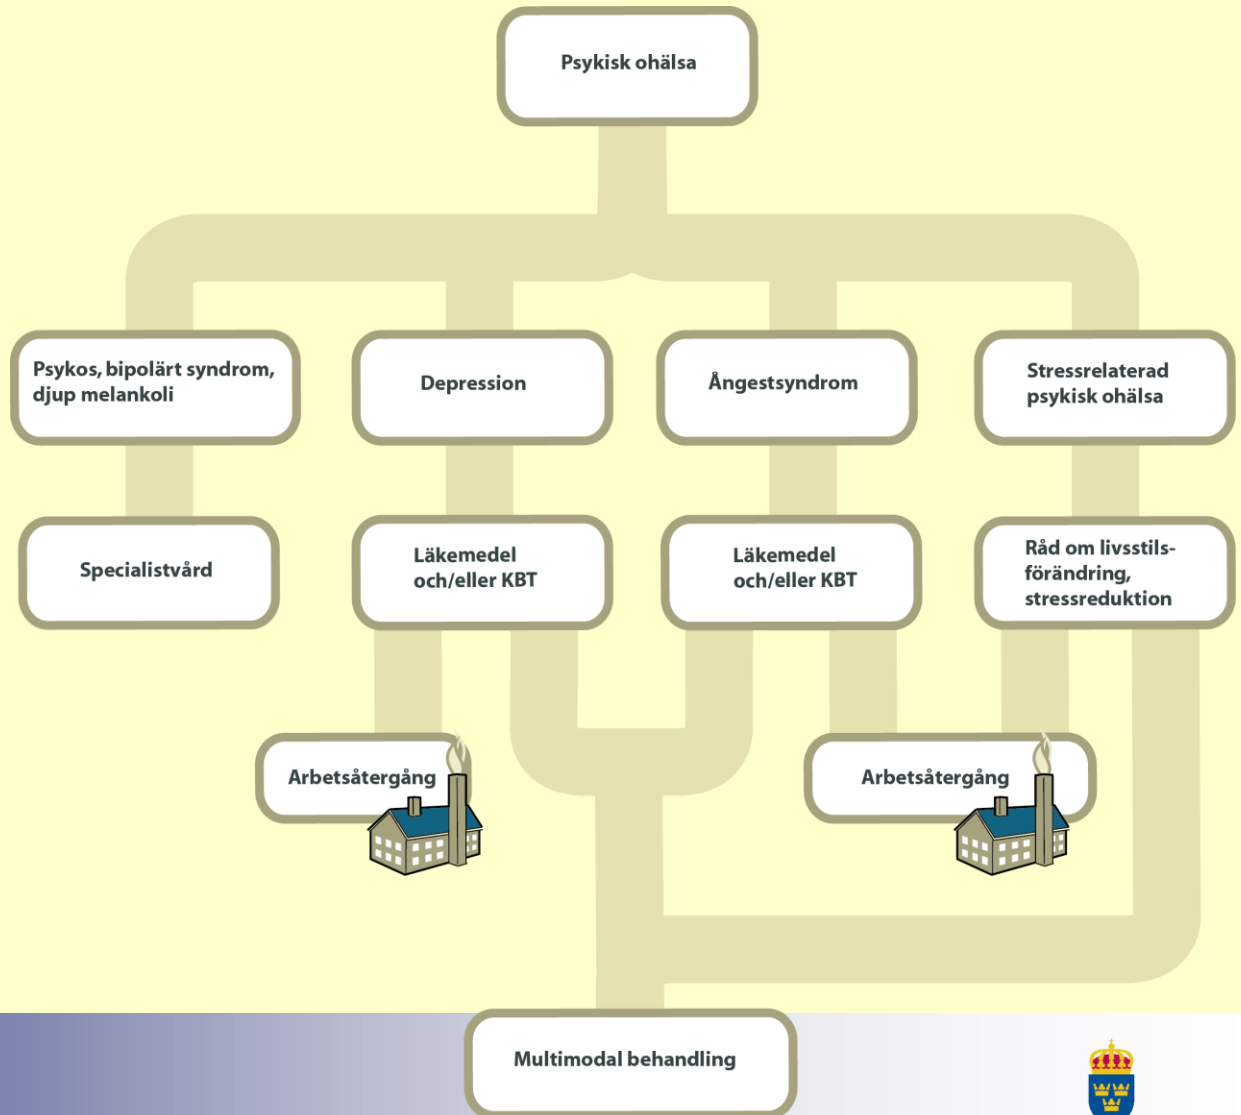 Psykisk ohälsa
Psykos, bipolärt syndrom,
djup melankoli
Depression
Ångestsyndrom
Stressrelaterad
psykisk ohälsa
Specialistvård
Läkemedel
och/eller KBT
Läkemedel
och/eller KBT
Råd om livsstils-
förändring,
stressreduktion
Arbetsåtergång
Arbetsåtergång
Multimodal behandling